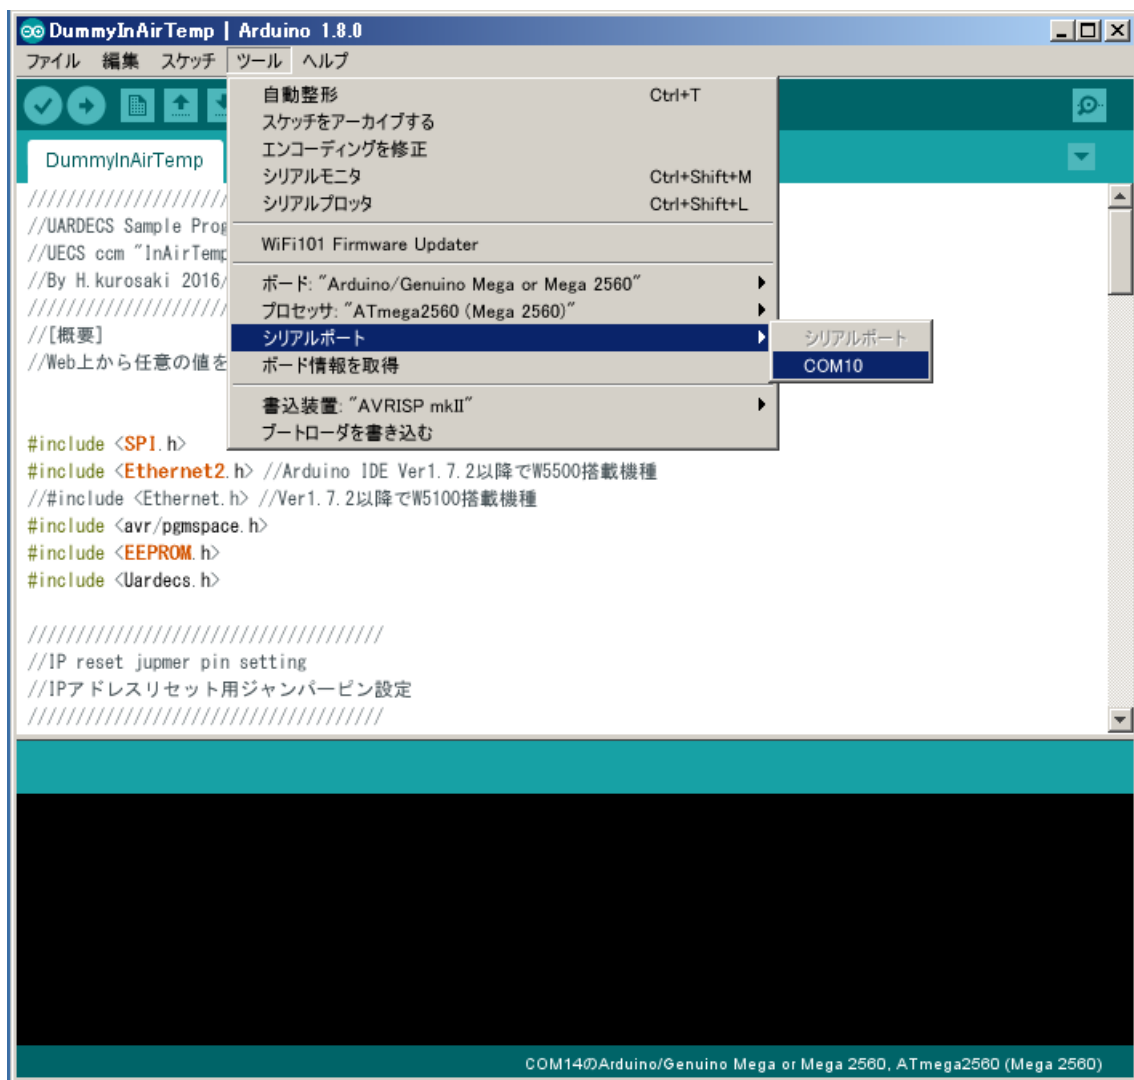 DummyInAirTemp | Arduino 1.8.0
ファイル 編集 スケッチ ツール ヘルプ
自動整形 Ctrl+T
スケッチをアーカイブする
エンコーディングを修正
シリアルモニタ Ctrl+Shift+M
シリアルプロッタ Ctrl+Shift+L
WiFi101 Firmware Updater
ボード: "Arduino/Genuino Mega or Mega 2560"
プロセッサ: "ATmega2560 (Mega 2560)"
シリアルポート
ボード情報を取得
書込装置: "AVRISP mkII"
ブートローダを書き込む
シリアルポート
COM10
DummyInAirTemp
/////////////////////
//UARDECS Sample Prog
//UECS ccm "InAirTemp
//By H.kurosaki 2016/
/////////////////////
//[概要]
//Web上から任意の値を
#include <SPI.h>
#include <Ethernet2.h> //Arduino IDE Ver1.7.2以降でW5500搭載機種
//#include <Ethernet.h> //Ver1.7.2以降でW5100搭載機種
#include <avr/pgmspace.h>
#include <EEPROM.h>
#include <Uardecs.h>
/////////////////////////////////////
//IP reset jupmer pin setting
//IPアドレスリセット用ジャンパーピン設定
/////////////////////////////////////
COM14のArduino/Genuino Mega or Mega 2560, ATmega2560 (Mega 2560)